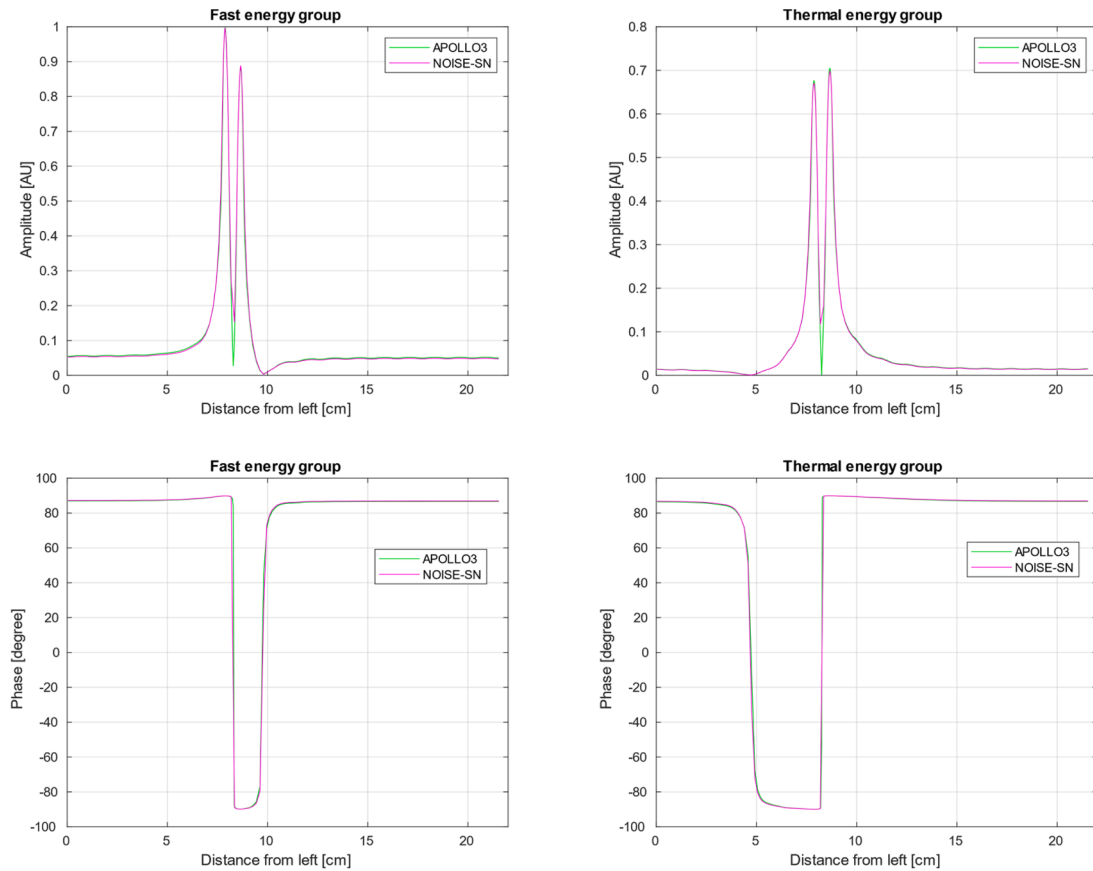 Fast energy group
1
0.9
0.8
0.7
0.6
0.5
0.4
0.3
0.2
0.1
0
Amplitude [AU]
APOLLO3
NOISE-SN
0 5 10 15 20
Distance from left [cm]
Thermal energy group
0.8
0.7
0.6
0.5
0.4
0.3
0.2
0.1
0
Amplitude [AU]
APOLLO3
NOISE-SN
0 5 10 15 20
Distance from left [cm]
Fast energy group
100
80
60
40
20
0
-20
-40
-60
-80
-100
Phase [degree]
APOLLO3
NOISE-SN
0 5 10 15 20
Distance from left [cm]
Thermal energy group
100
80
60
40
20
0
-20
-40
-60
-80
-100
Phase [degree]
APOLLO3
NOISE-SN
0 5 10 15 20
Distance from left [cm]